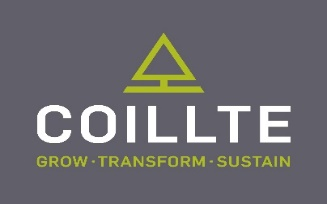 COILLTE
GROW · TRANSFORM · SUSTAIN